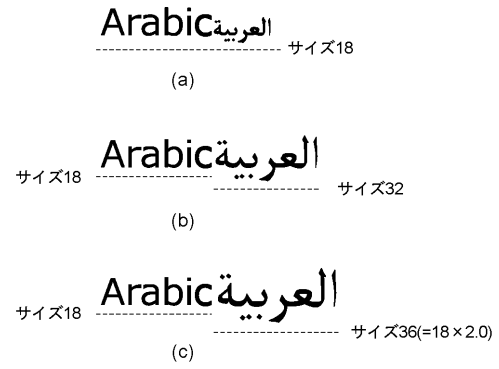 Arabicالعربية
サイズ18
(a)
Arabicالعربية
サイズ18
サイズ32
(b)
Arabicالعربية
サイズ18
サイズ36(=18×2.0)
(c)